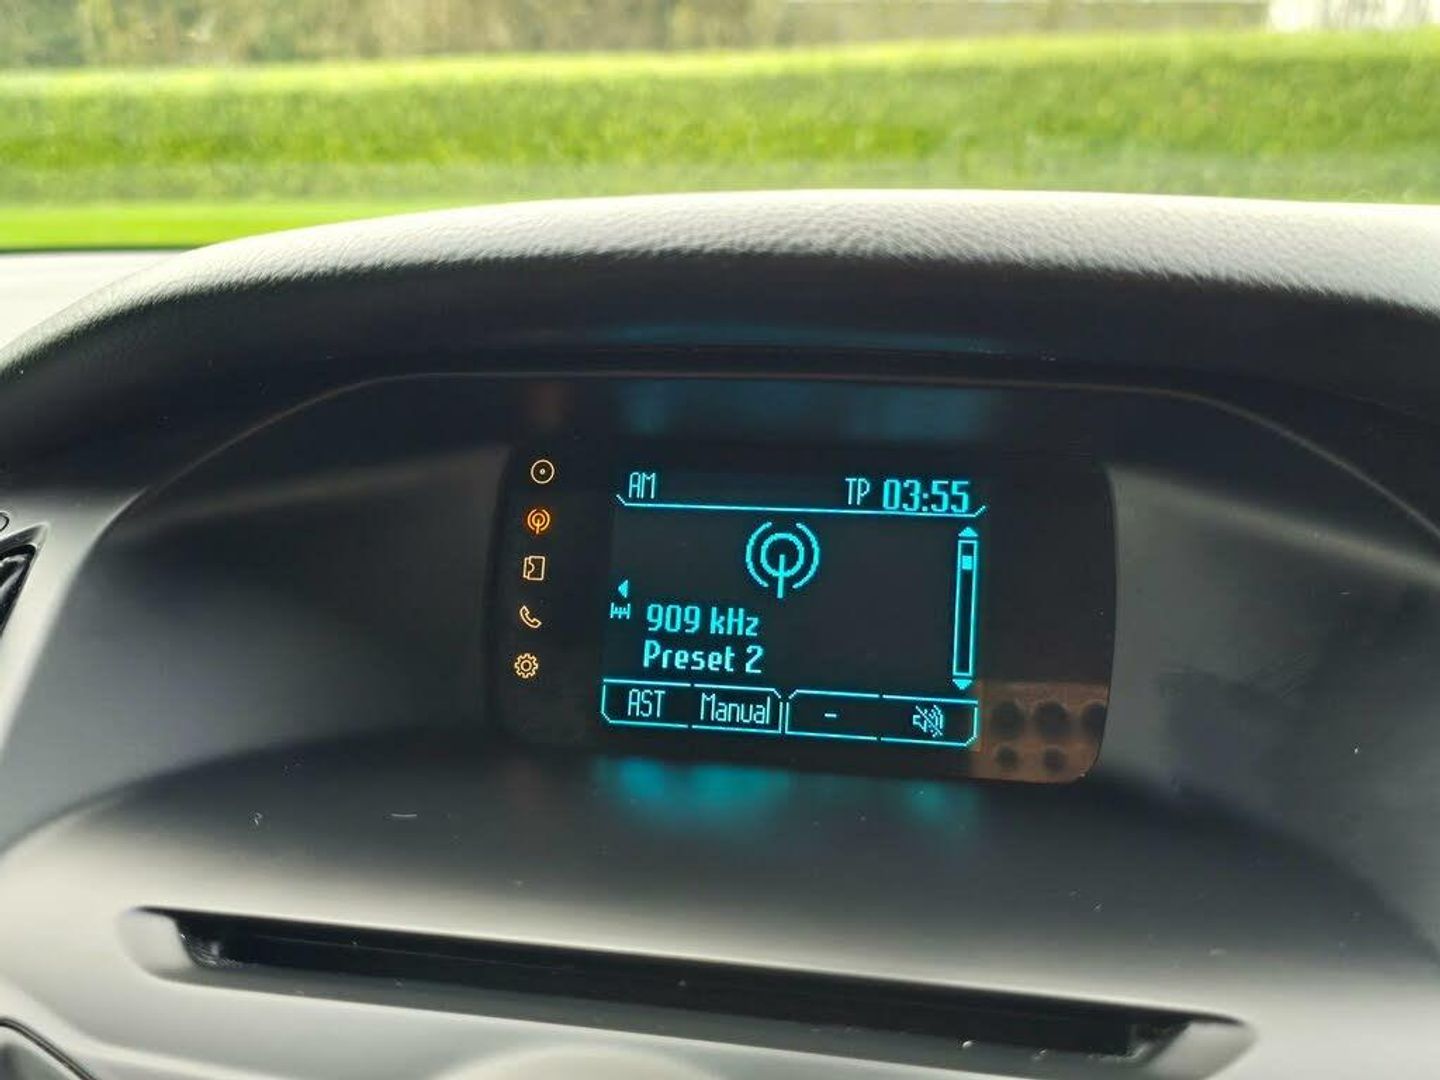 AM TP 03:55
909 kHz
Preset 2
AST Manual -